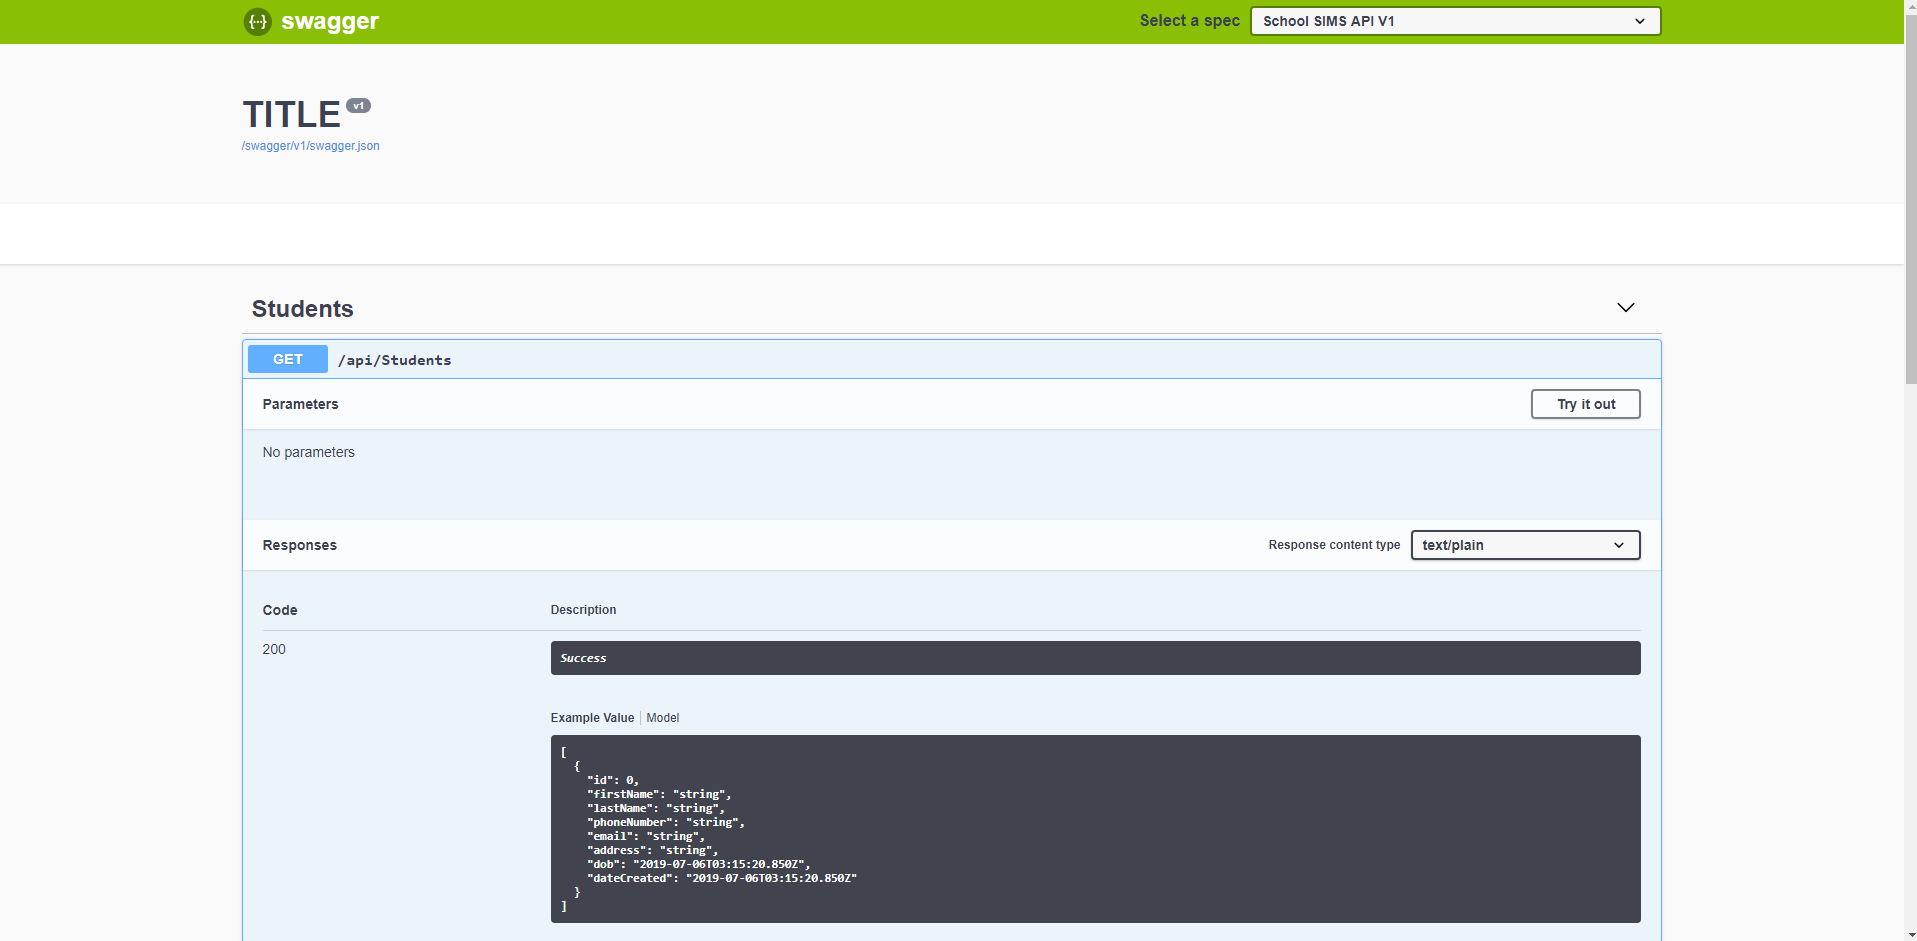 swagger
Select a spec
School SIMS API V1
TITLE v1
/swagger/v1/swagger.json
Students
GET /api/Students
Parameters
Try it out
No parameters
Responses
Response content type
text/plain
Code Description
200
Success
Example Value Model
[
  {
    "id": 0,
    "firstName": "string",
    "lastName": "string",
    "phoneNumber": "string",
    "email": "string",
    "address": "string",
    "dob": "2019-07-06T03:15:20.850Z",
    "dateCreated": "2019-07-06T03:15:20.850Z"
  }
]